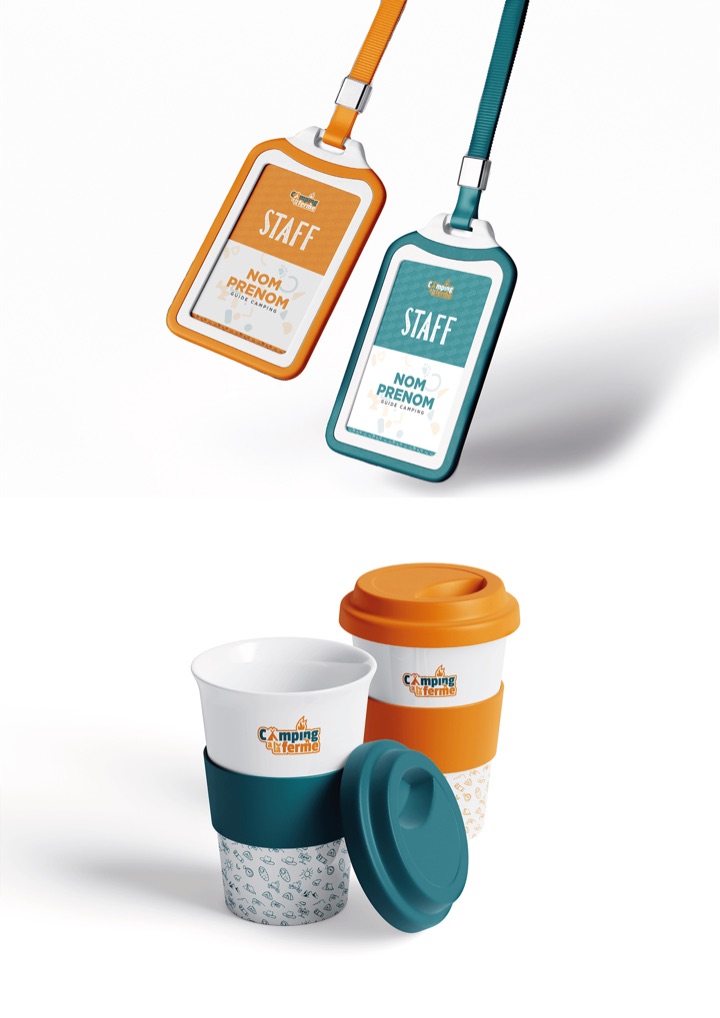 Camping
à la
ferme
STAFF
NOM
PRENOM
GUIDE CAMPING
Camping
à la
ferme
STAFF
NOM
PRENOM
GUIDE CAMPING
Camping
à la
ferme
Camping
à la
ferme